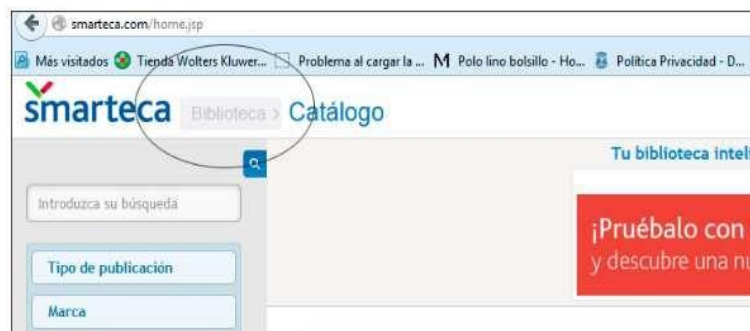 smarteca.com/home.jsp
Más visitados Tienda Wolters Kluwer... Problema al cargar la ... M Polo lino bolsillo - Ho... Política Privacidad - D...
smarteca Biblioteca > Catálogo
Tu biblioteca inteli
Introduzca su búsqueda
¡Pruébalo con
y descubre una nu
Tipo de publicación
Marca